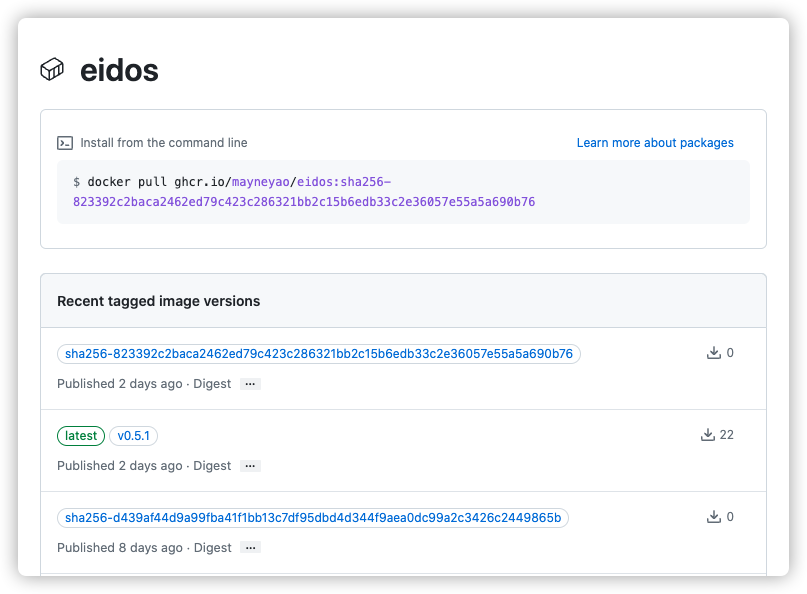 eidos
Install from the command line
Learn more about packages
$ docker pull ghcr.io/mayneyao/eidos:sha256-
823392c2baca2462ed79c423c286321bb2c15b6edb33c2e36057e55a5a690b76
Recent tagged image versions
sha256-823392c2baca2462ed79c423c286321bb2c15b6edb33c2e36057e55a5a690b76 0
Published 2 days ago · Digest ···
latest v0.5.1 22
Published 2 days ago · Digest ···
sha256-d439af44d9a99fba41f1bb13c7df95dbd4d344f9aea0dc99a2c3426c2449865b 0
Published 8 days ago · Digest ···